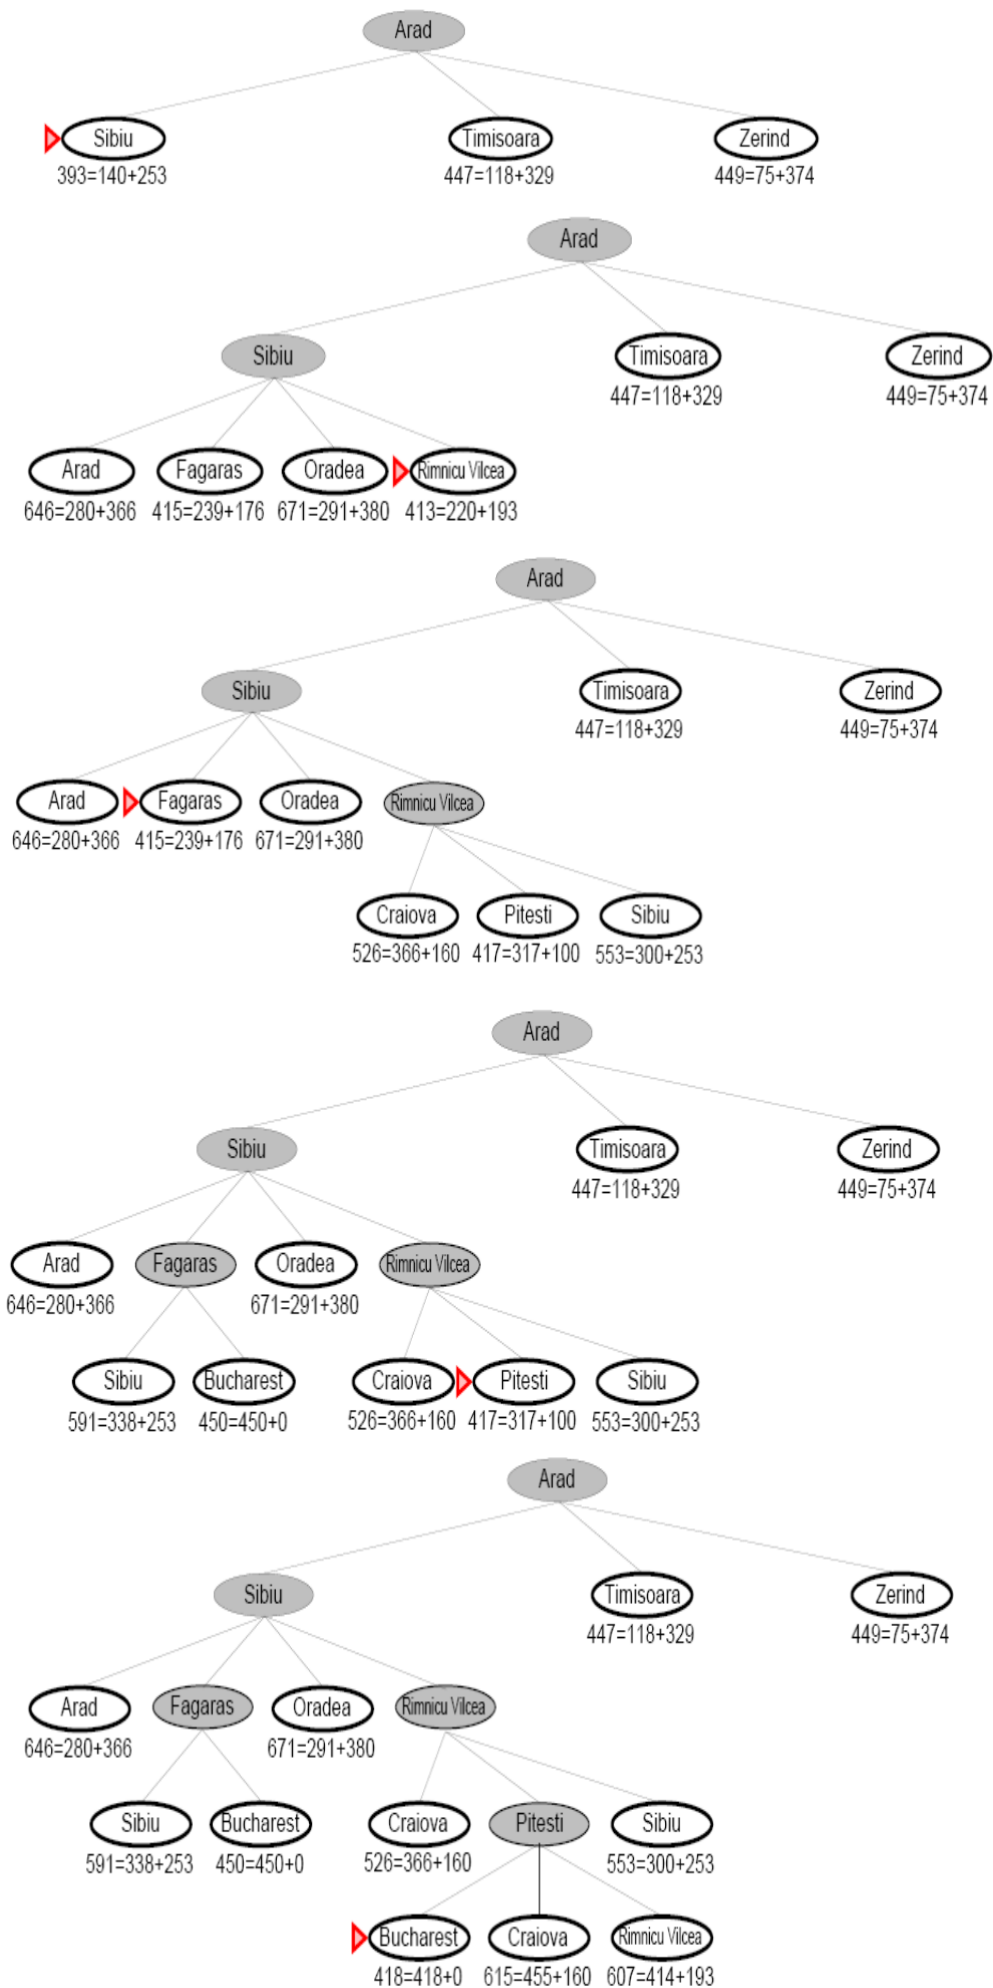 Arad
Sibiu Timisoara Zerind
393=140+253 447=118+329 449=75+374
Arad
Sibiu Timisoara Zerind
447=118+329 449=75+374
Arad Fagaras Oradea Rimnicu Vilcea
646=280+366 415=239+176 671=291+380 413=220+193
Arad
Sibiu Timisoara Zerind
447=118+329 449=75+374
Arad Fagaras Oradea Rimnicu Vilcea
646=280+366 415=239+176 671=291+380
Craiova Pitesti Sibiu
526=366+160 417=317+100 553=300+253
Arad
Sibiu Timisoara Zerind
447=118+329 449=75+374
Arad Fagaras Oradea Rimnicu Vilcea
646=280+366 671=291+380
Sibiu Bucharest Craiova Pitesti Sibiu
591=338+253 450=450+0 526=366+160 417=317+100 553=300+253
Arad
Sibiu Timisoara Zerind
447=118+329 449=75+374
Arad Fagaras Oradea Rimnicu Vilcea
646=280+366 671=291+380
Sibiu Bucharest Craiova Pitesti Sibiu
591=338+253 450=450+0 526=366+160 553=300+253
Bucharest Craiova Rimnicu Vilcea
418=418+0 615=455+160 607=414+193